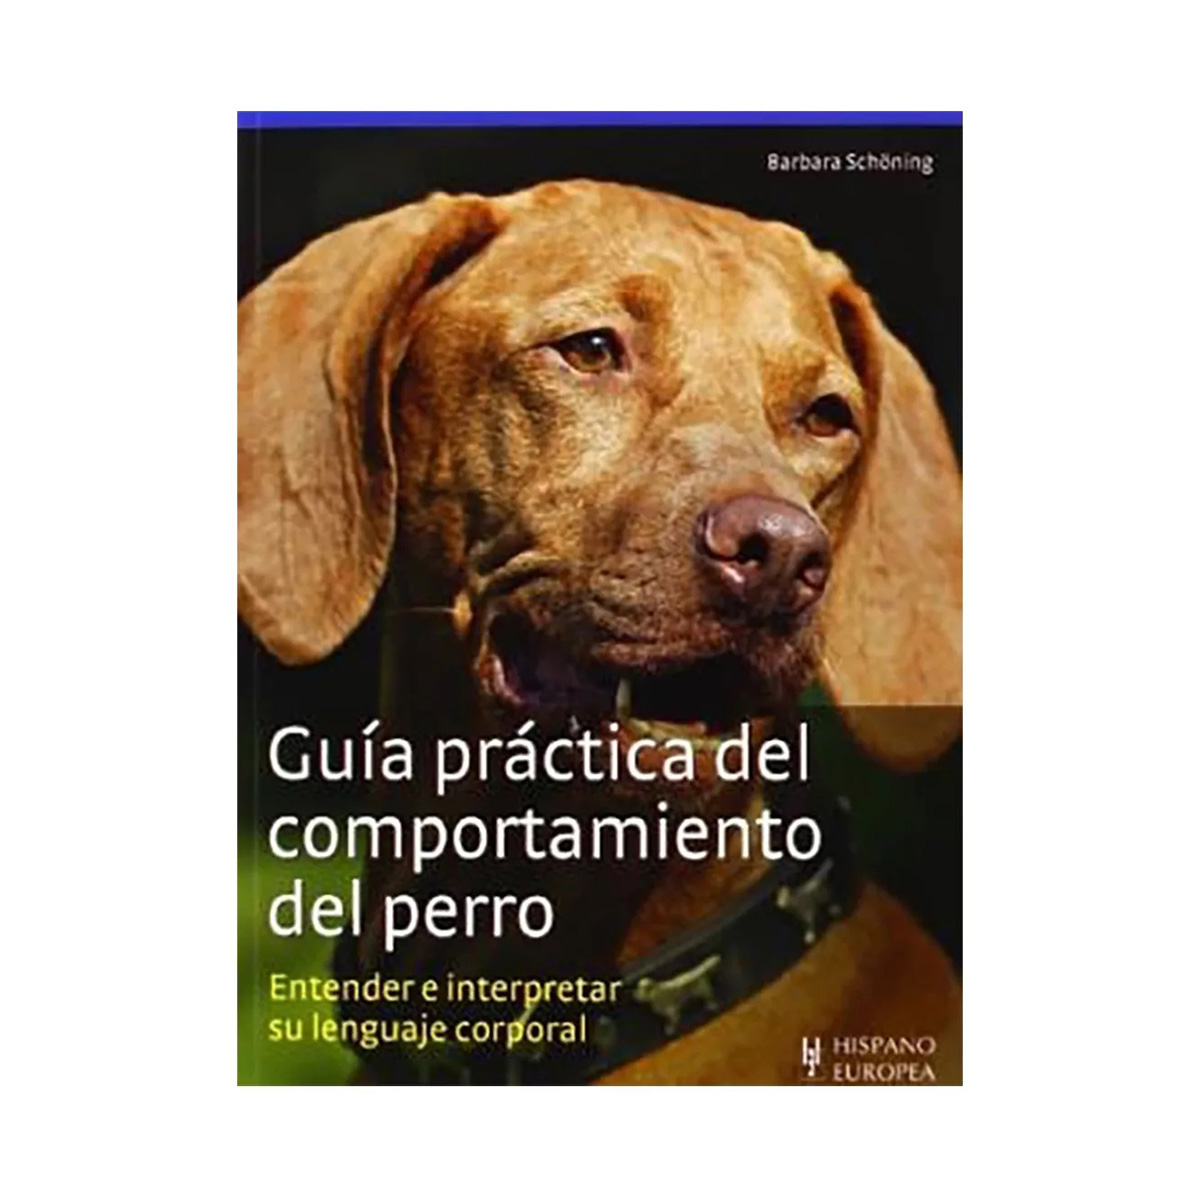 Barbara Schöning
Guía práctica del
comportamiento
del perro
Entender e interpretar
su lenguaje corporal
HISPANO
EUROPEA